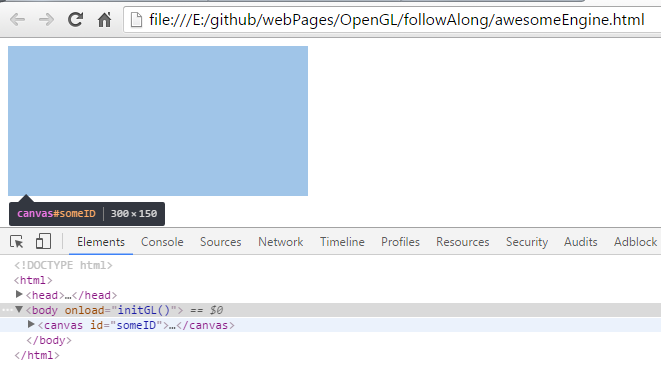 file:///E:/github/webPages/OpenGL/followAlong/awesomeEngine.html
canvas#someID 300 × 150
Elements Console Sources Network Timeline Profiles Resources Security Audits Adblock
<!DOCTYPE html>
<html>
<head>…</head>
<body onload="initGL()"> == $0
<canvas id="someID">…</canvas>
</body>
</html>